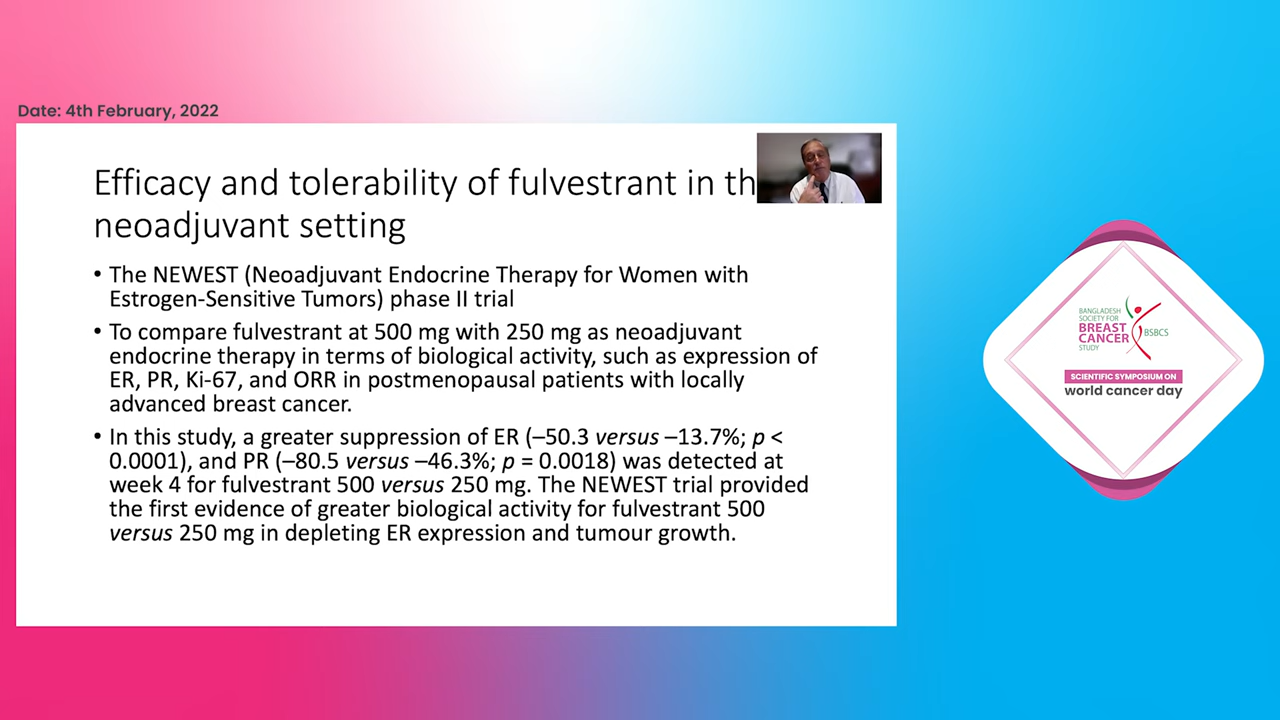 Date: 4th February, 2022
Efficacy and tolerability of fulvestrant in th
neoadjuvant setting
• The NEWEST (Neoadjuvant Endocrine Therapy for Women with
Estrogen-Sensitive Tumors) phase II trial
• To compare fulvestrant at 500 mg with 250 mg as neoadjuvant
endocrine therapy in terms of biological activity, such as expression of
ER, PR, Ki-67, and ORR in postmenopausal patients with locally
advanced breast cancer.
• In this study, a greater suppression of ER (–50.3 versus –13.7%; p <
0.0001), and PR (–80.5 versus –46.3%; p = 0.0018) was detected at
week 4 for fulvestrant 500 versus 250 mg. The NEWEST trial provided
the first evidence of greater biological activity for fulvestrant 500
versus 250 mg in depleting ER expression and tumour growth.
BANGLADESH
SOCIETY FOR
BREAST
CANCER
STUDY
BSBCS
SCIENTIFIC SYMPOSIUM ON
world cancer day